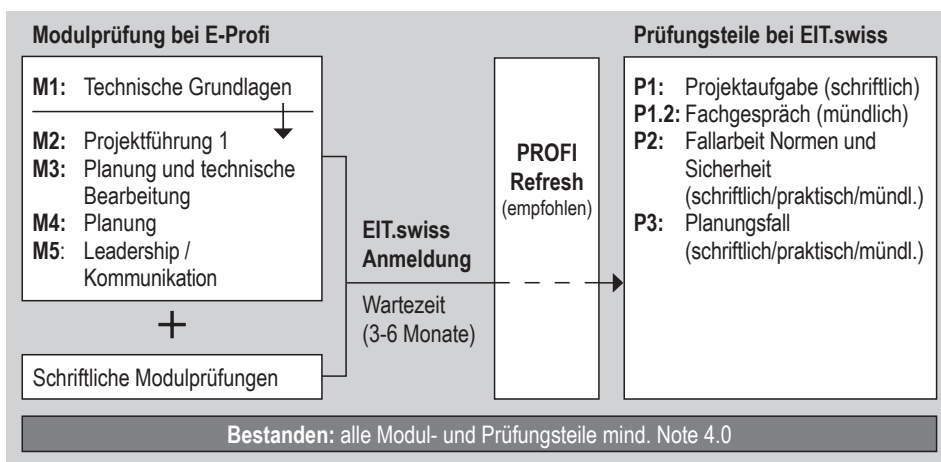 Modulprüfung bei E-Profi
M1: Technische Grundlagen
M2: Projektführung 1
M3: Planung und technische
Bearbeitung
M4: Planung
M5: Leadership /
Kommunikation
+
Schriftliche Modulprüfungen
EIT.swiss
Anmeldung
Wartezeit
(3-6 Monate)
PROFI
Refresh
(empfohlen)
Prüfungsteile bei EIT.swiss
P1: Projektaufgabe (schriftlich)
P1.2: Fachgespräch (mündlich)
P2: Fallarbeit Normen und
Sicherheit
(schriftlich/praktisch/mündl.)
P3: Planungsfall
(schriftlich/praktisch/mündl.)
Bestanden: alle Modul- und Prüfungsteile mind. Note 4.0